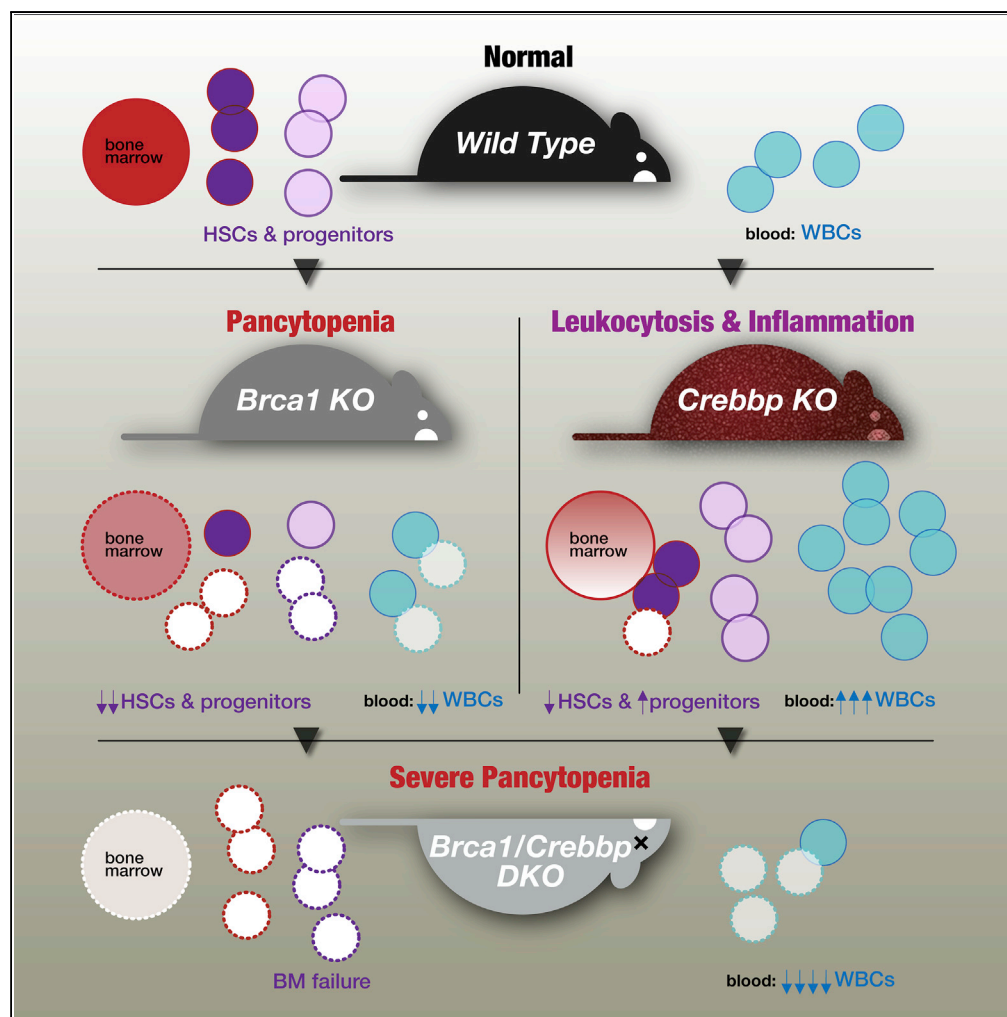 Normal
bone
marrow
Wild Type
HSCs & progenitors
blood: WBCs
Pancytopenia
Brca1 KO
bone
marrow
↓↓HSCs & progenitors
blood: ↓↓WBCs
Leukocytosis & Inflammation
Crebbp KO
bone
marrow
↓HSCs & ↑progenitors
blood:↑↑↑WBCs
Severe Pancytopenia
bone
marrow
Brca1/Crebbp
DKO
BM failure
blood: ↓↓↓↓WBCs